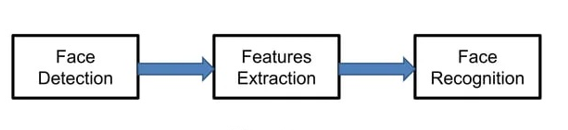 Face
Detection
Features
Extraction
Face
Recognition